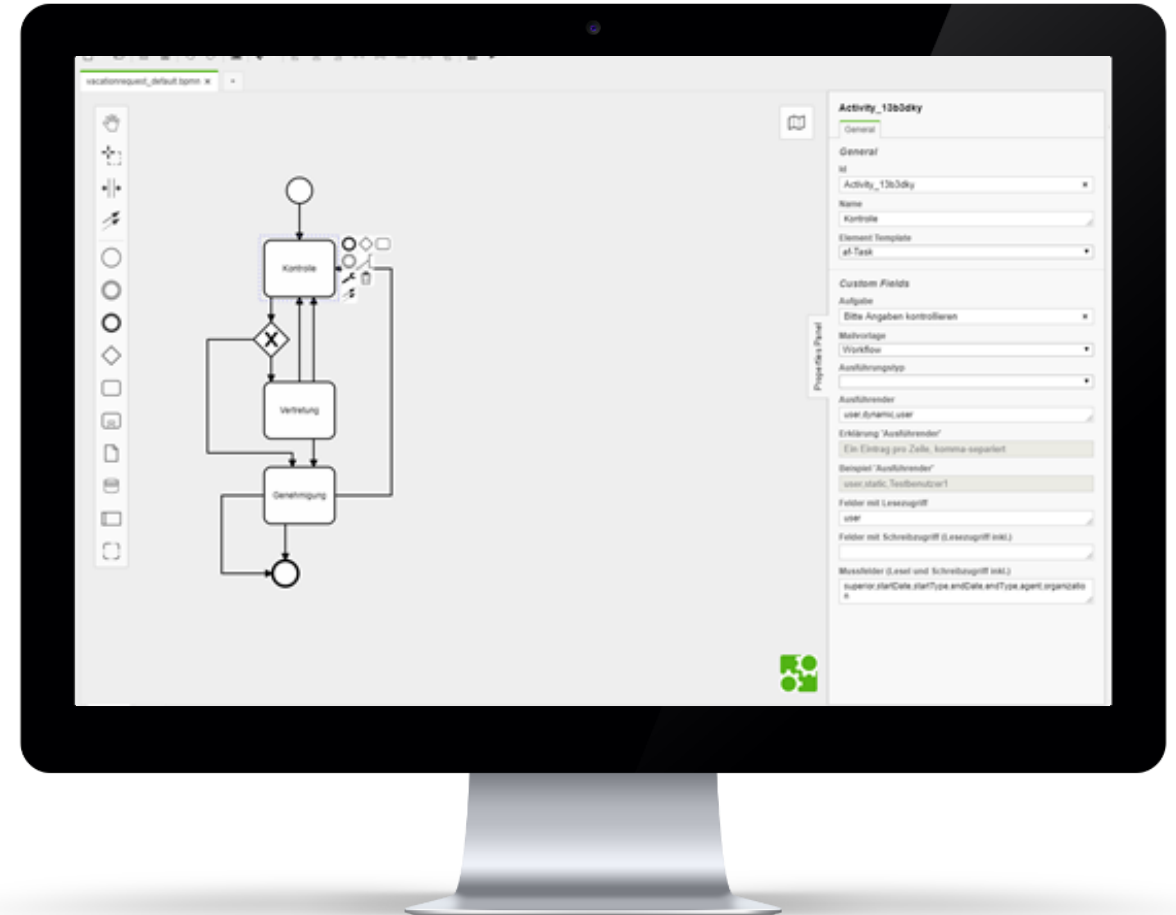 vacationrequest_default.bpmn × +
Kontrolle
Vertretung
Genehmigung
Properties Panel
Activity_13b3dky
General
General
Id
Activity_13b3dky ×
Name
Kontrolle
Element Template
af-Task
Custom Fields
Aufgabe
Bitte Angaben kontrollieren ×
Mailvorlage
Workflow
Ausführungstyp
Ausführender
user,dynamic,user
Erklärung "Ausführender"
Ein Eintrag pro Zeile, komma-separiert
Beispiel "Ausführender"
user,static,Testbenutzer1
Felder mit Lesezugriff
user
Felder mit Schreibzugriff (Lesezugriff inkl.)
Mussfelder (Lesel und Schreibzugriff inkl.)
superior,startDate,startType,endDate,endType,agent,organizatio
n